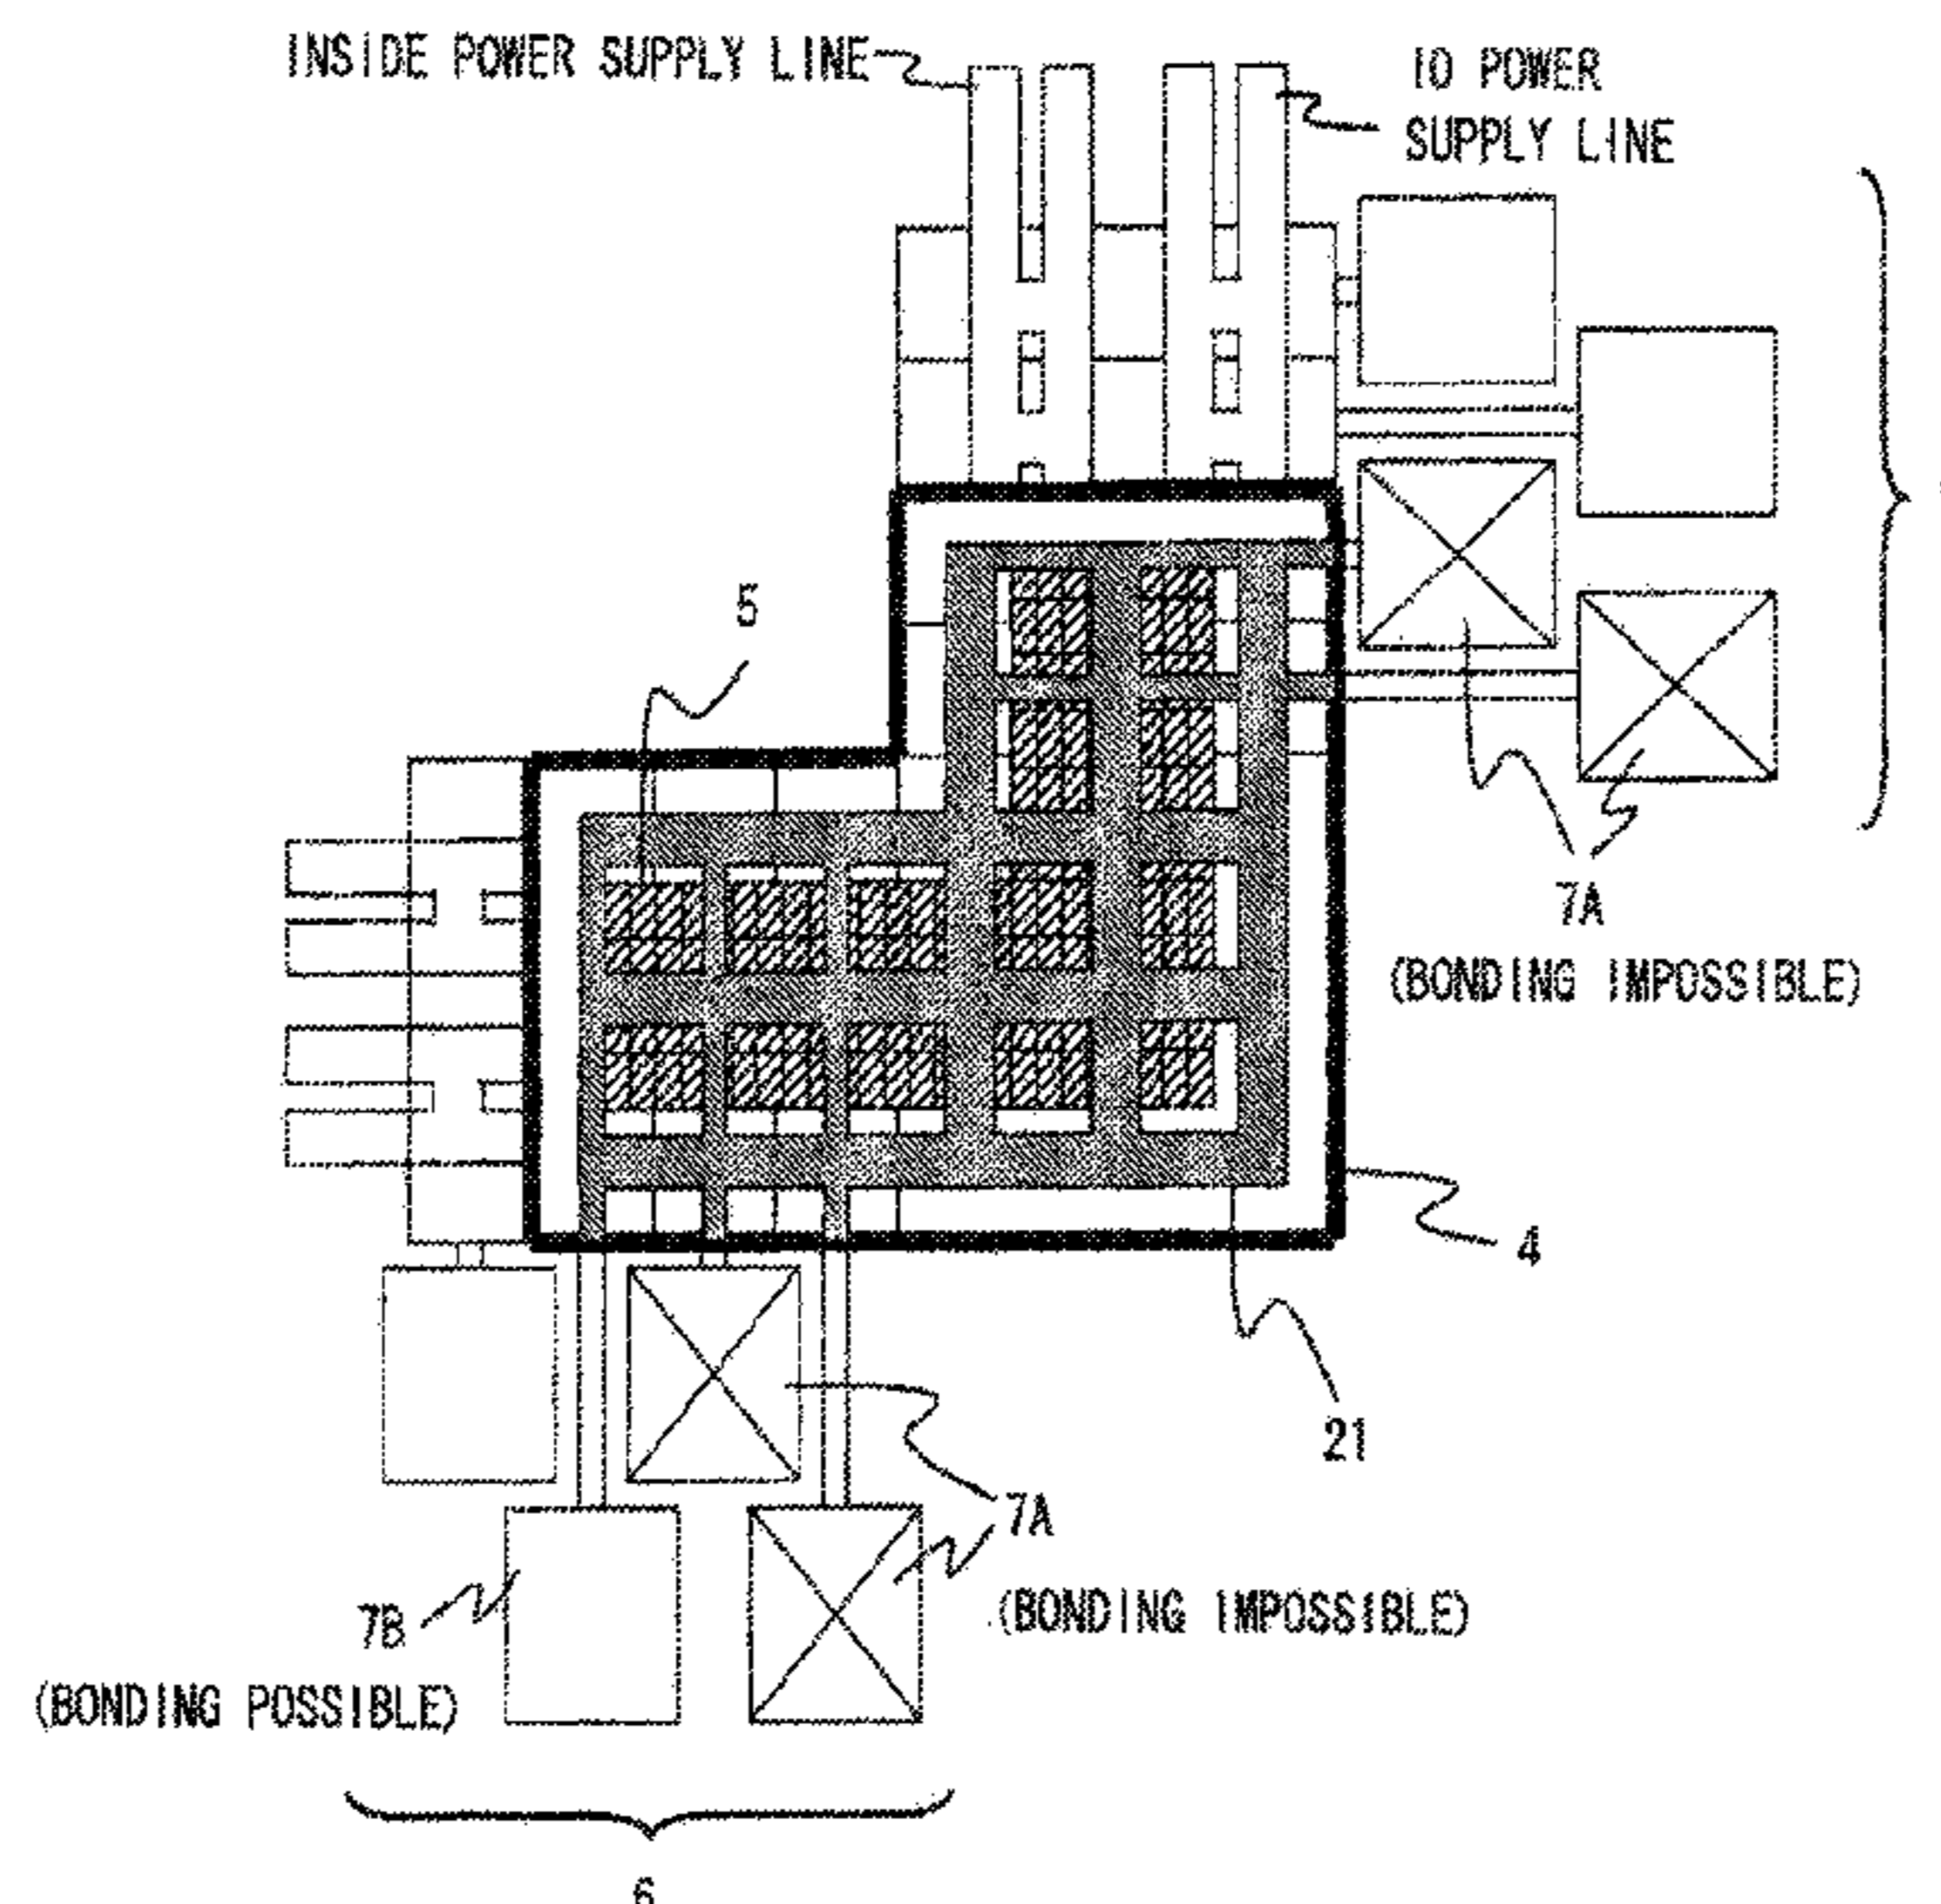 INSIDE POWER SUPPLY LINE
IO POWER
SUPPLY LINE
5
7A
(BONDING IMPOSSIBLE)
4
21
7A
(BONDING IMPOSSIBLE)
7B
(BONDING POSSIBLE)
6